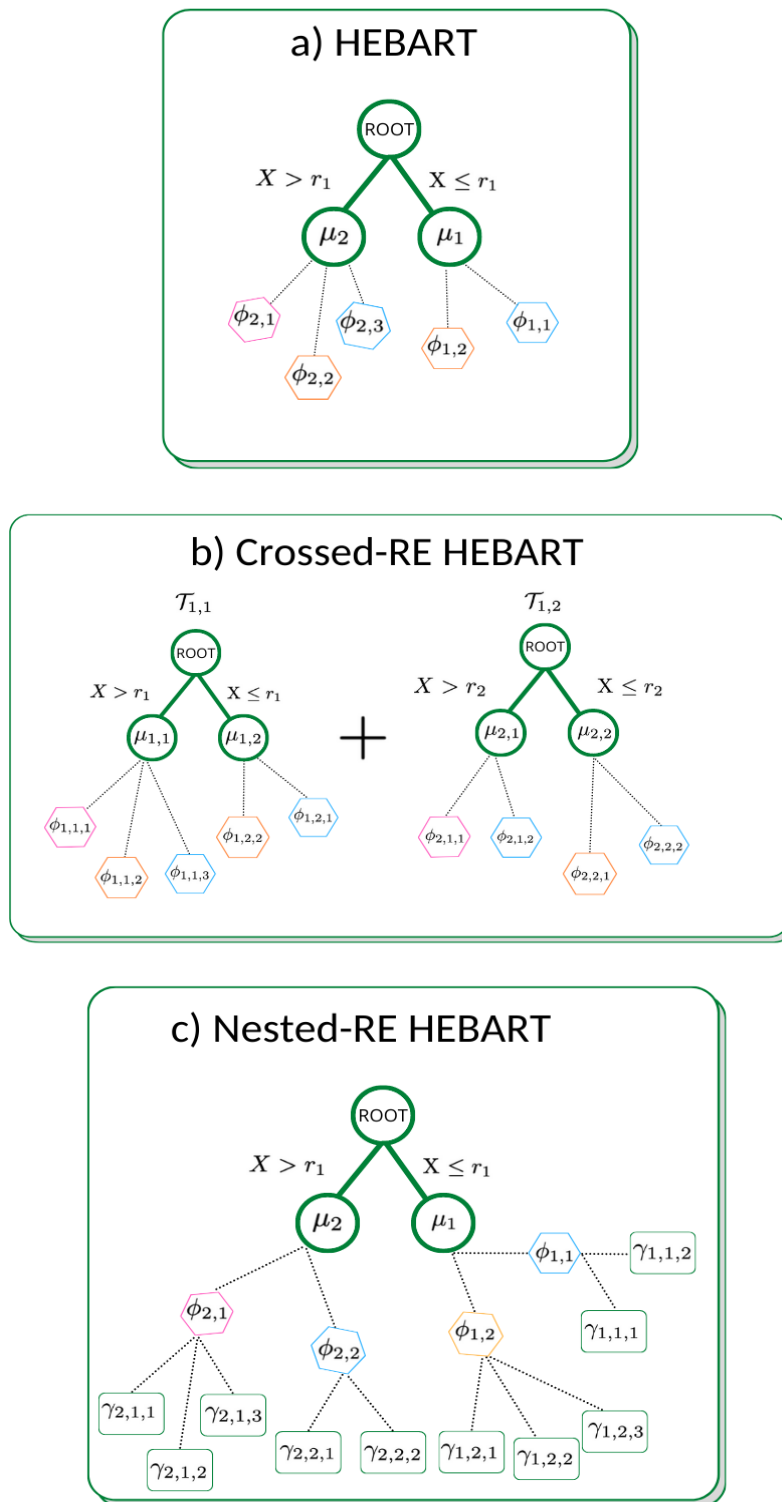 a) HEBART
ROOT
X > r₁ X ≤ r₁
μ₂ μ₁
ϕ₂,₁ ϕ₂,₃ ϕ₁,₁
ϕ₂,₂ ϕ₁,₂
b) Crossed-RE HEBART
𝒯₁,₁ 𝒯₁,₂
ROOT ROOT
X > r₁ X ≤ r₁ X > r₂ X ≤ r₂
μ₁,₁ μ₁,₂ + μ₂,₁ μ₂,₂
ϕ₁,₁,₁ ϕ₁,₂,₂ ϕ₁,₂,₁ ϕ₂,₁,₁ ϕ₂,₁,₂ ϕ₂,₂,₂
ϕ₁,₁,₂ ϕ₁,₁,₃ ϕ₂,₂,₁
c) Nested-RE HEBART
ROOT
X > r₁ X ≤ r₁
μ₂ μ₁
ϕ₁,₁ γ₁,₁,₂
ϕ₂,₁ ϕ₂,₂ ϕ₁,₂ γ₁,₁,₁
γ₂,₁,₁ γ₂,₁,₃ γ₁,₂,₃
γ₂,₁,₂ γ₂,₂,₁ γ₂,₂,₂ γ₁,₂,₁ γ₁,₂,₂